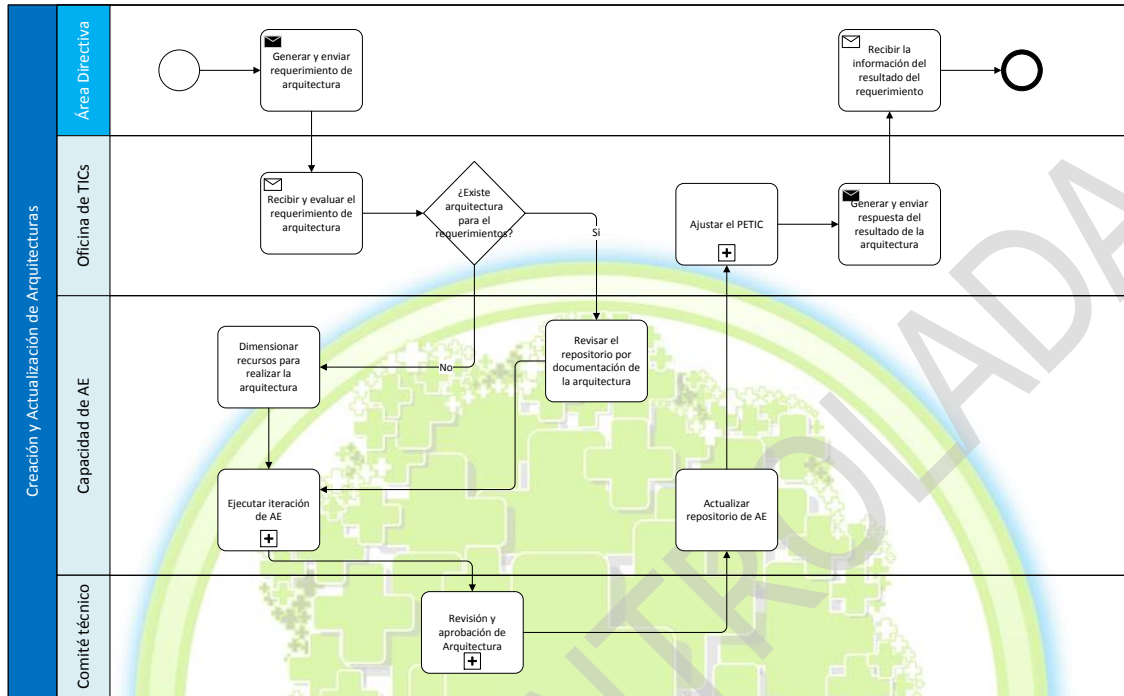 Creación y Actualización de Arquitecturas
Área Directiva
Generar y enviar
requerimiento de
arquitectura
Recibir la
información del
resultado del
requerimiento
Oficina de TICs
Recibir y evaluar el
requerimiento de
arquitectura
¿Existe
arquitectura
para el
requerimientos?
Si
No
Ajustar el PETIC
Generar y enviar
respuesta del
resultado de la
arquitectura
Capacidad de AE
Dimensionar
recursos para
realizar la
arquitectura
Revisar el
repositorio por
documentación de
la arquitectura
Ejecutar iteración
de AE
Actualizar
repositorio de AE
Comité técnico
Revisión y
aprobación de
Arquitectura
TROLADA